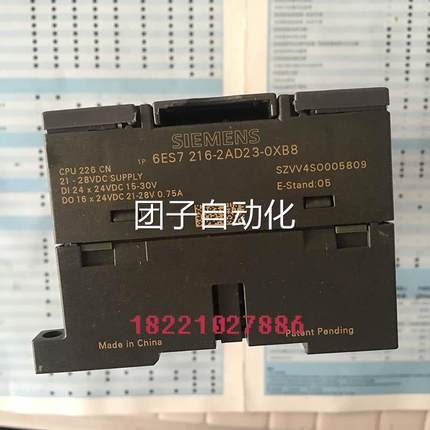 SIEMENS
1P 6ES7 216-2AD23-0XB8
CPU 226 CN
21 - 28VDC SUPPLY
DI 24 x 24VDC 15-30V
DO 16 x 24VDC 21-28V 0.75A
SZVV4S0005809
E-Stand:05
团子自动化
18221027886
Made in China
Patent Pending